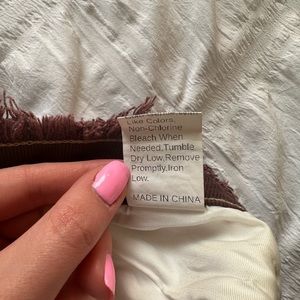 Like Colors,
Non-Chlorine
Bleach When
Needed.Tumble
Dry Low.Remove
Promptly.Iron
Low.
MADE IN CHINA